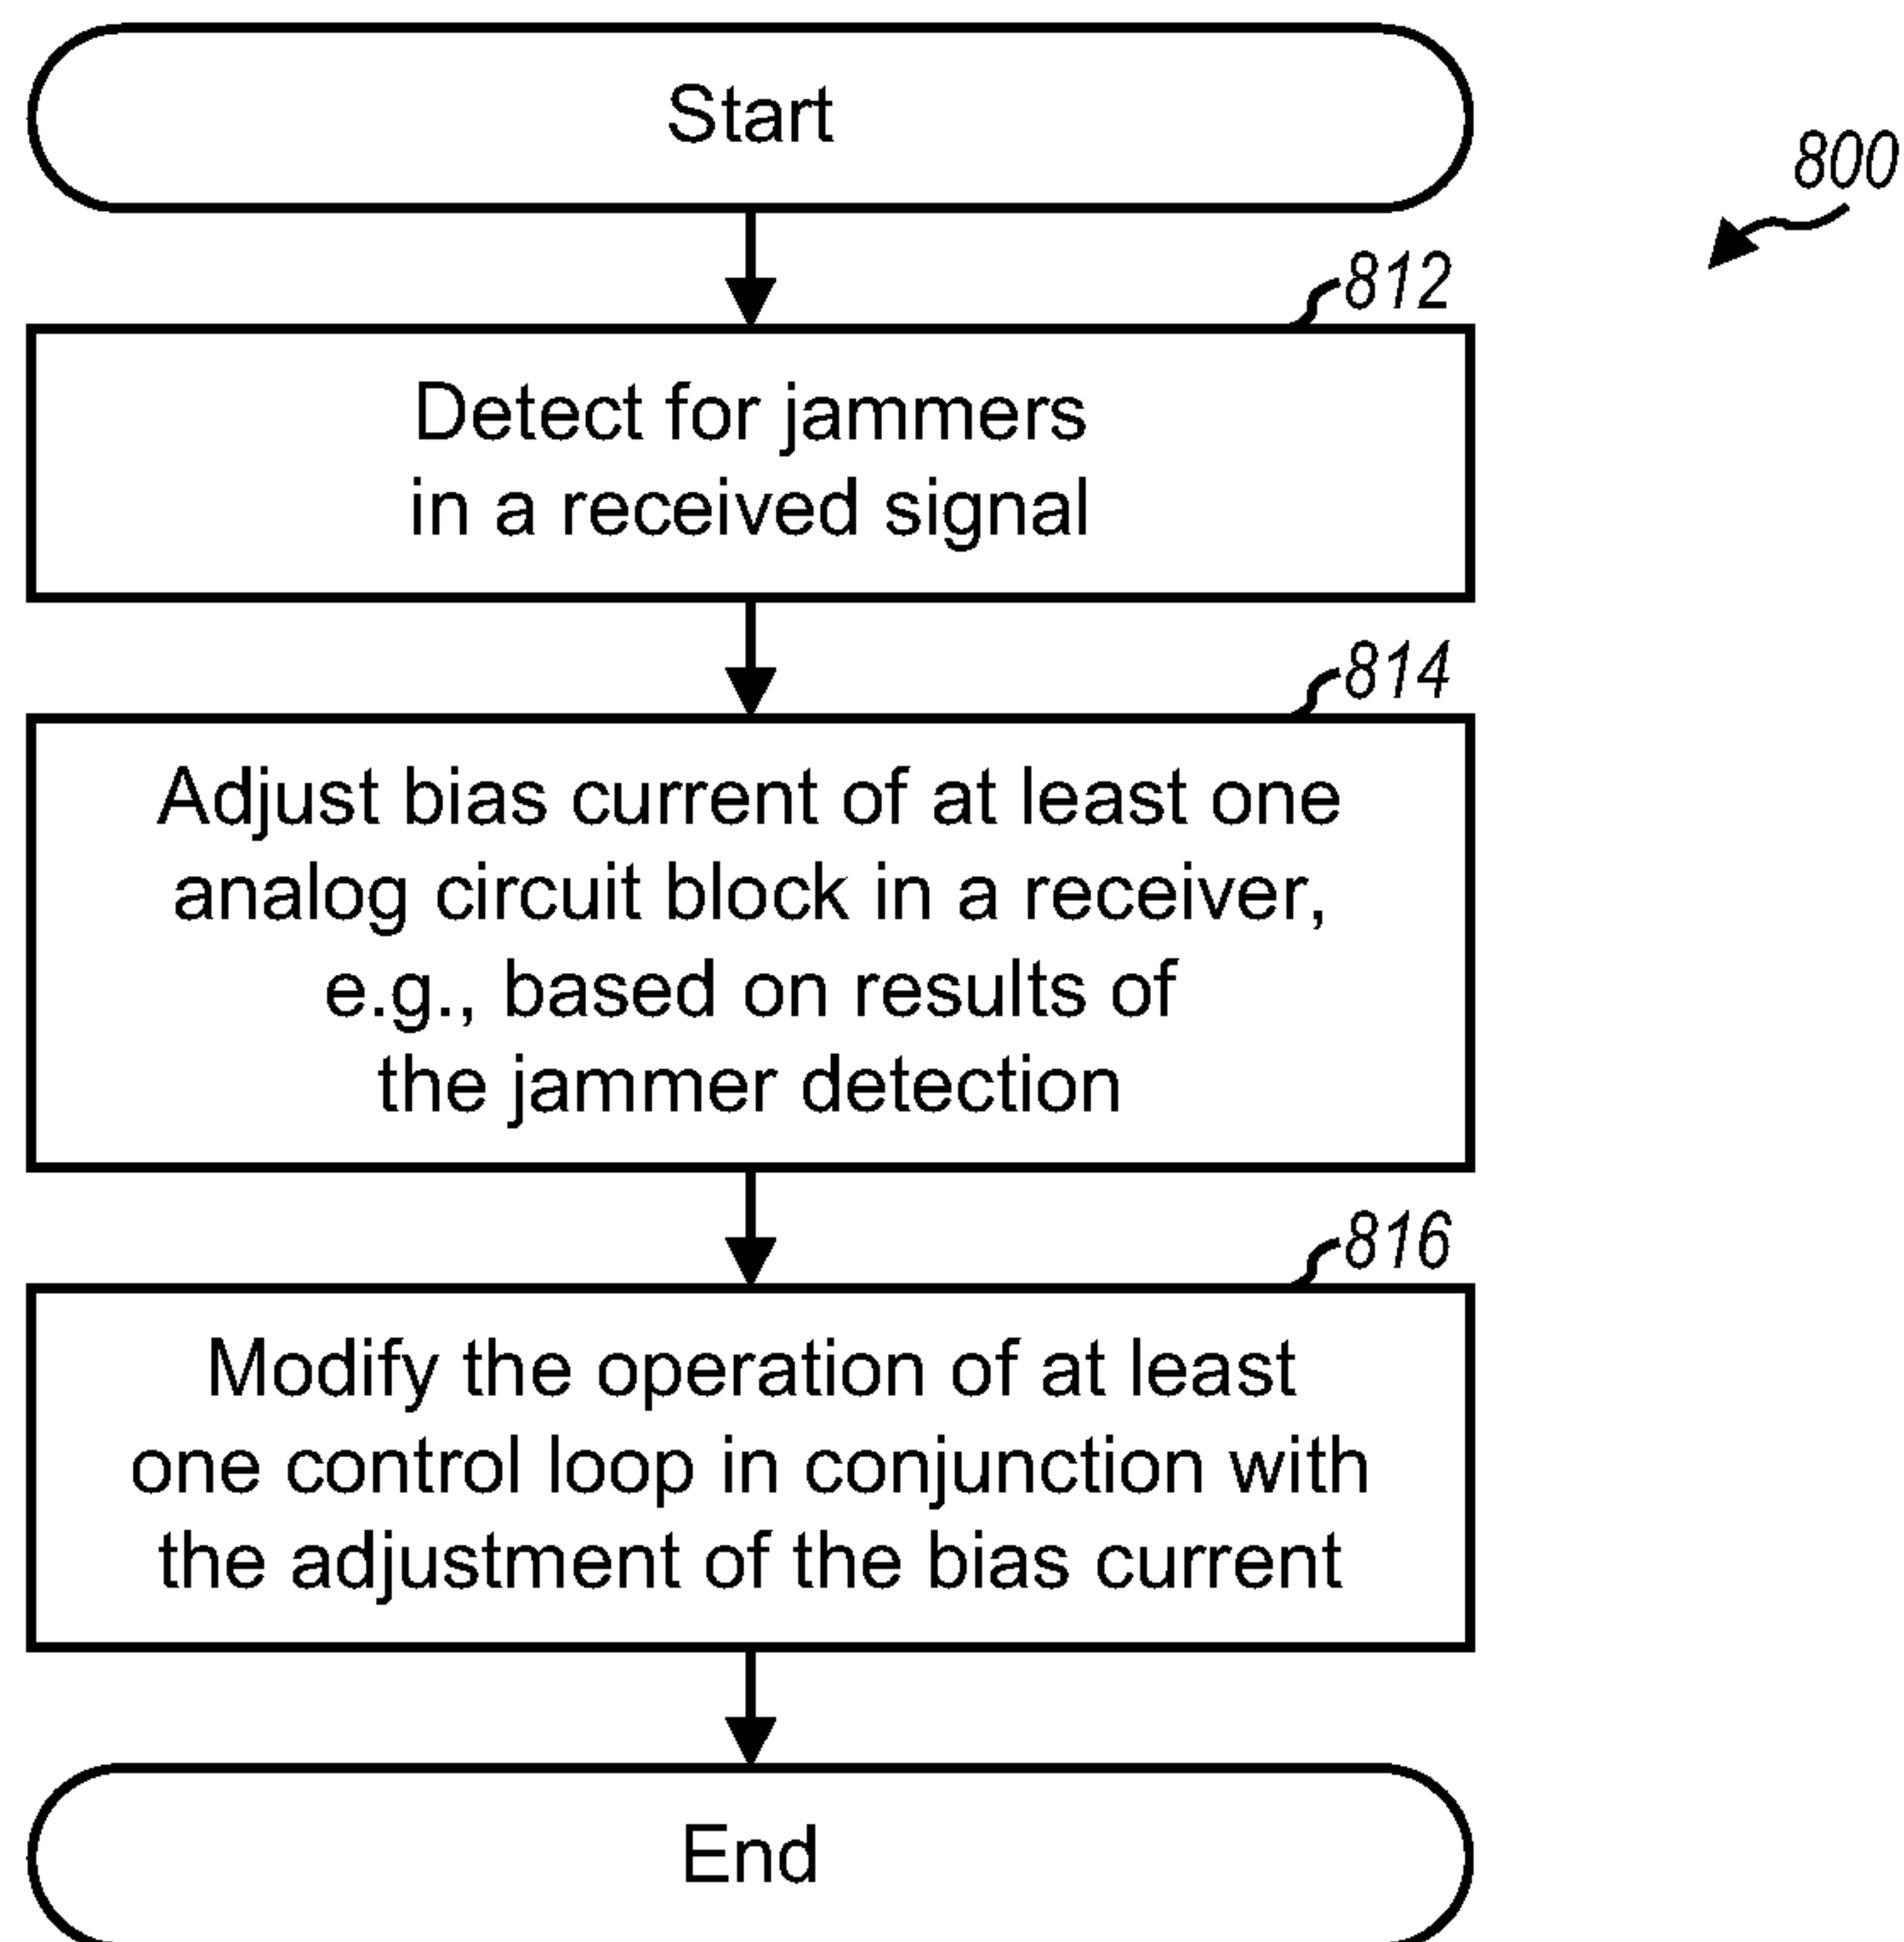 Start
800
812
Detect for jammers
in a received signal
814
Adjust bias current of at least one
analog circuit block in a receiver,
e.g., based on results of
the jammer detection
816
Modify the operation of at least
one control loop in conjunction with
the adjustment of the bias current
End